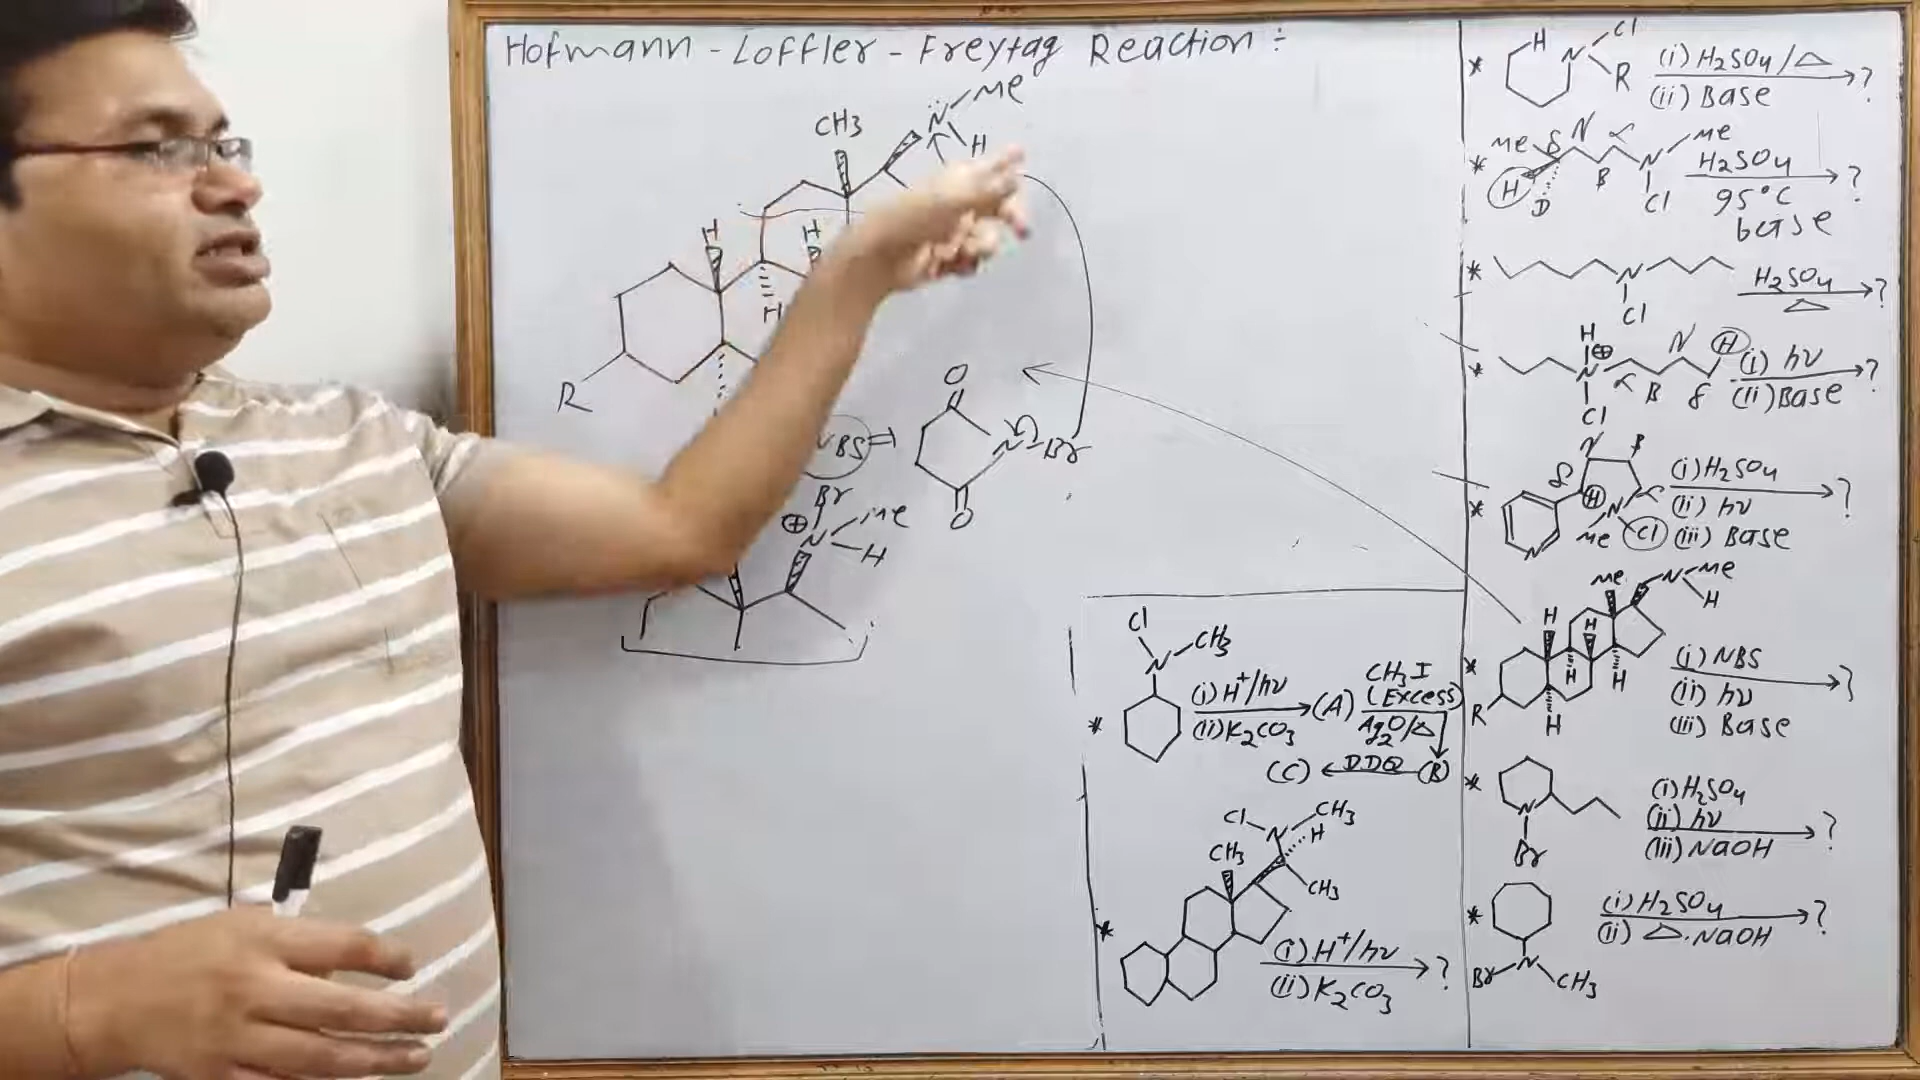 Hofmann - Loffler - Freytag Reaction :
CH3
N
Me
H
H
H
H
R
NBS
O
N
Br
O
Br
⊕
N
Me
H
Cl
N
CH3
* (i) H+/hν
(ii) K2CO3
(A)
CH3I
(Excess)
Ag2O/△
(B)
DDQ
(C)
Cl
N
CH3
H
CH3
CH3
* (i) H+/hν
(ii) K2CO3
?
* H
N
Cl
R
(i) H2SO4/△
(ii) Base
?
* Me
δ
γ
α
β
N
Me
H
D
Cl
H2SO4
95°C
base
?
* N
Cl
H2SO4
△
?
* H
⊕
N
Cl
α
β
γ
δ
H
(i) hν
(ii) Base
?
* N
Me
N
Cl
H
α
β
γ
δ
(i) H2SO4
(ii) hν
(iii) Base
?
* R
H
H
H
H
H
Me
N
Me
H
(i) NBS
(ii) hν
(iii) Base
?
* N
Br
(i) H2SO4
(ii) hν
(iii) NaOH
?
* Br
N
CH3
(i) H2SO4
(ii) △.NaOH
?